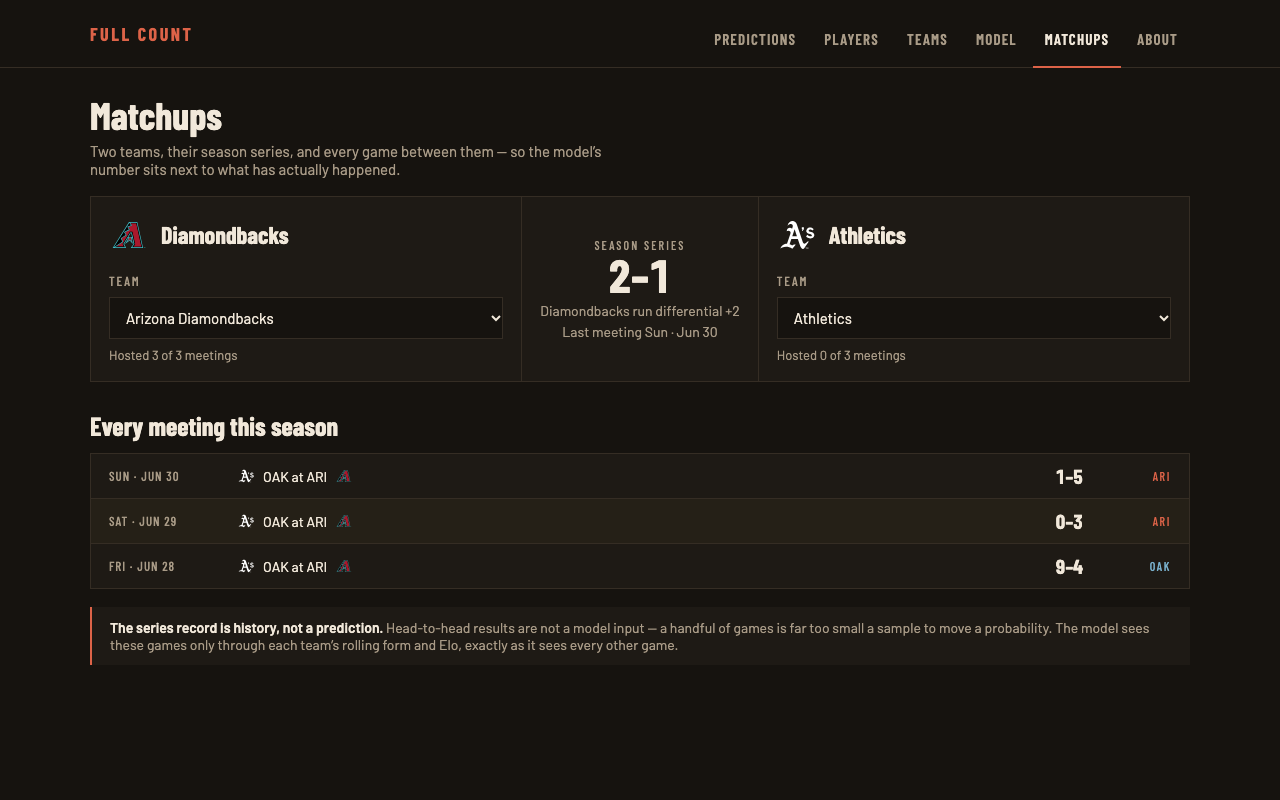 FULL COUNT
PREDICTIONS PLAYERS TEAMS MODEL MATCHUPS ABOUT
Matchups
Two teams, their season series, and every game between them — so the model’s
number sits next to what has actually happened.
Diamondbacks
TEAM
Arizona Diamondbacks
Hosted 3 of 3 meetings
SEASON SERIES
2–1
Diamondbacks run differential +2
Last meeting Sun · Jun 30
A's Athletics
TEAM
Athletics
Hosted 0 of 3 meetings
Every meeting this season
SUN · JUN 30 A's OAK at ARI 1–5 ARI
SAT · JUN 29 A's OAK at ARI 0–3 ARI
FRI · JUN 28 A's OAK at ARI 9–4 OAK
The series record is history, not a prediction. Head-to-head results are not a model input — a handful of games is far too small a sample to move a probability. The model sees
these games only through each team’s rolling form and Elo, exactly as it sees every other game.